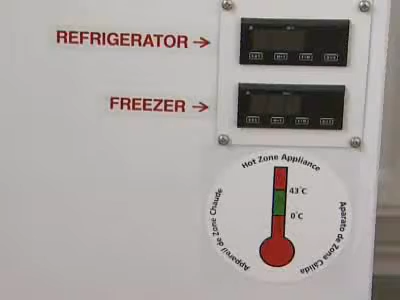 REFRIGERATOR →
FREEZER →
Hot Zone Appliance
43°C
0°C
Appareil de Zone Chaude
Aparato de Zona Cálida